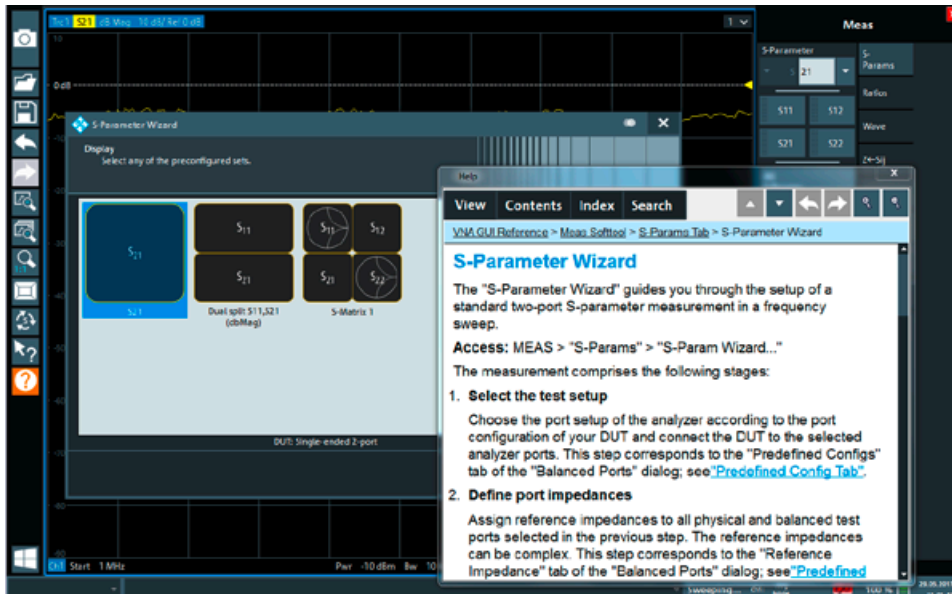 Trc1 S21 dB Mag 10 dB/ Ref 0 dB
1
Meas
10
S-Parameter
S-
Params
S 21
0 dB
Ratios
S11 S12
S-Parameter Wizard
Wave
-10
Display
Select any of the preconfigured sets.
S21 S22
Z←Sij
Help
-20
View Contents Index Search
S21
S11
S11 S12
VNA GUI Reference > Meas Softtool > S-Params Tab > S-Parameter Wizard
-30
S-Parameter Wizard
S21
S21 S22
The "S-Parameter Wizard" guides you through the setup of a
standard two-port S-parameter measurement in a frequency
sweep.
-40
S21
Dual split S11,S21
(dbMag)
S-Matrix 1
Access: MEAS > "S-Params" > "S-Param Wizard..."
-50
The measurement comprises the following stages:
1. Select the test setup
-60
Choose the port setup of the analyzer according to the port
configuration of your DUT and connect the DUT to the selected
analyzer ports. This step corresponds to the "Predefined Configs"
tab of the "Balanced Ports" dialog; see"Predefined Config Tab".
DUT: Single-ended 2-port
-70
2. Define port impedances
-80
Assign reference impedances to all physical and balanced test
ports selected in the previous step. The reference impedances
can be complex. This step corresponds to the "Reference
Impedance" tab of the "Balanced Ports" dialog; see"Predefined
-90
Ch1 Start 1 MHz
Pwr -10 dBm Bw 10
Sweeping...
100 %